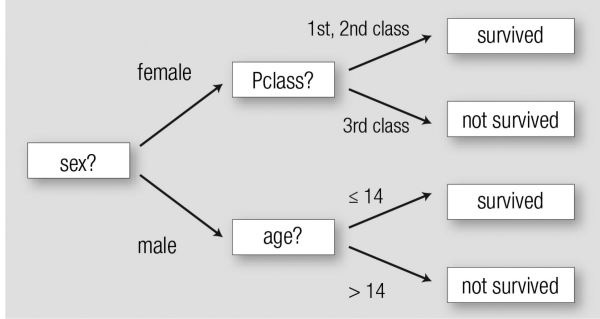 1st, 2nd class
survived
female
Pclass?
3rd class
not survived
sex?
≤ 14
survived
male
age?
> 14
not survived